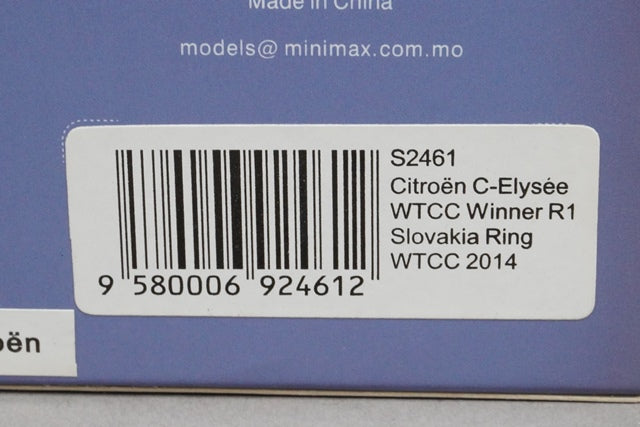 Made in China
models@ minimax.com.mo
S2461
Citroën C-Elysée
WTCC Winner R1
Slovakia Ring
WTCC 2014
9 580006 924612
oën